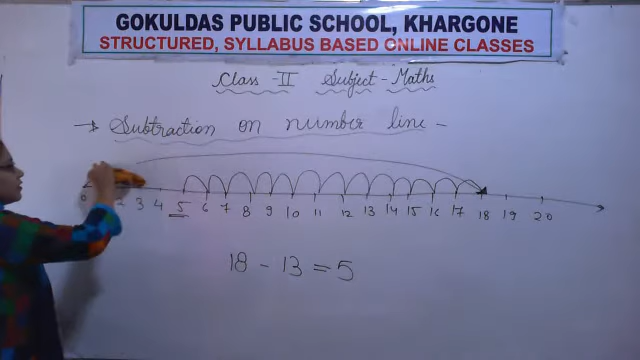 GOKULDAS PUBLIC SCHOOL, KHARGONE
STRUCTURED, SYLLABUS BASED ONLINE CLASSES
Class - II Subject - Maths
Subtraction on number line -
0 2 3 4 5 6 7 8 9 10 11 12 13 14 15 16 17 18 19 20
18 - 13 = 5